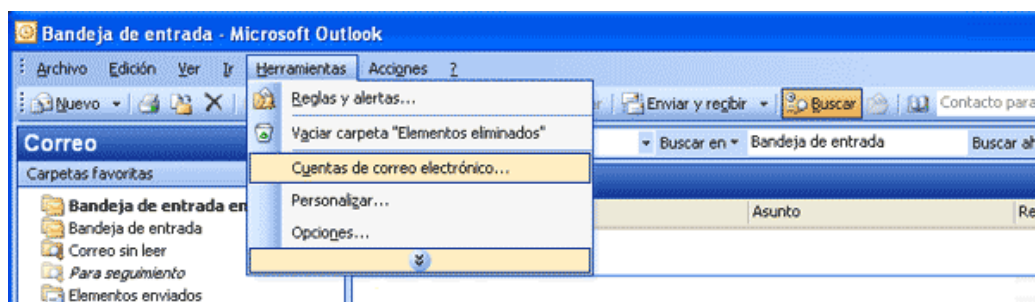 Bandeja de entrada - Microsoft Outlook
Archivo Edición Ver Ir Herramientas Acciones ?
Nuevo Enviar y recibir Buscar Contacto para
Reglas y alertas...
Vaciar carpeta "Elementos eliminados"
Correo Buscar en Bandeja de entrada Buscar
Carpetas favoritas Cuentas de correo electrónico...
Bandeja de entrada en Personalizar... Asunto
Bandeja de entrada Opciones...
Correo sin leer
Para seguimiento
Elementos enviados